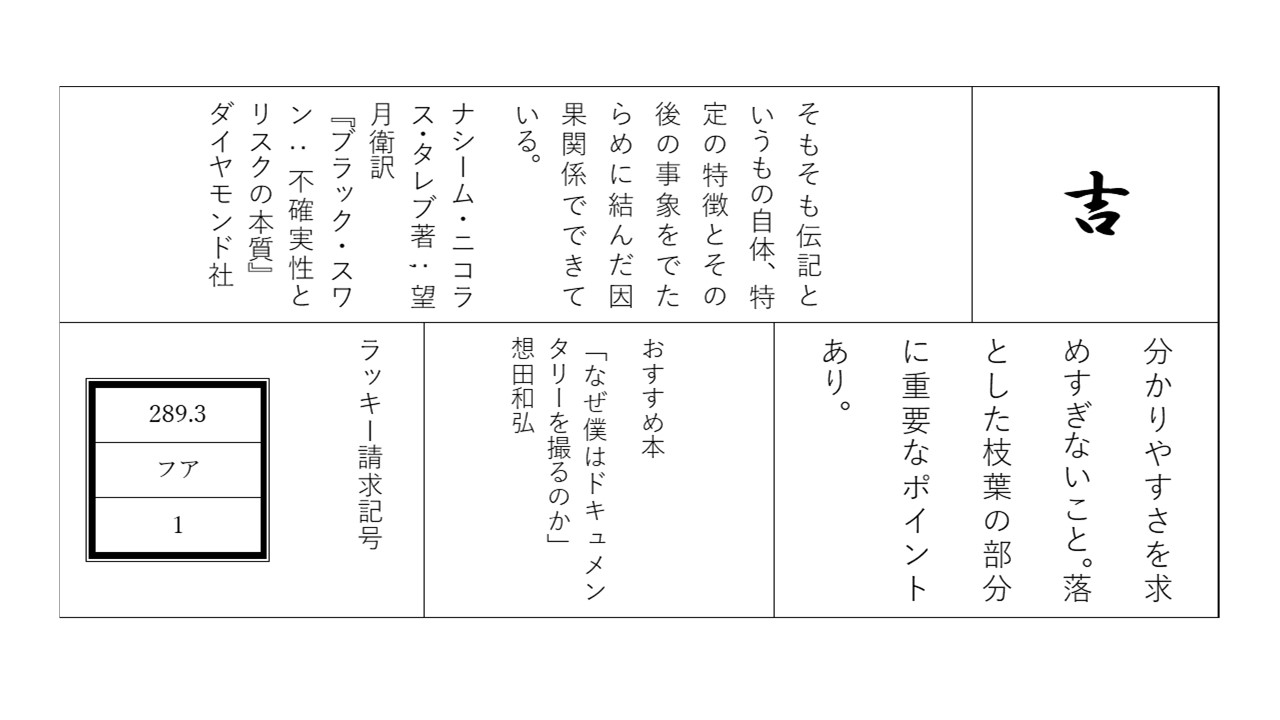 吉
そもそも伝記と
いうもの自体、特
定の特徴とその
後の事象をでた
らめに結んだ因
果関係でできて
いる。
ナシーム・ニコラ
ス・タレブ著 ; 望
月衛訳
『ブラック・スワ
ン : 不確実性と
リスクの本質』
ダイヤモンド社
分かりやすさを求
めすぎないこと。落
とした枝葉の部分
に重要なポイント
あり。
おすすめ本
「なぜ僕はドキュメン
タリーを撮るのか」
想田和弘
ラッキー請求記号
289.3
フア
1